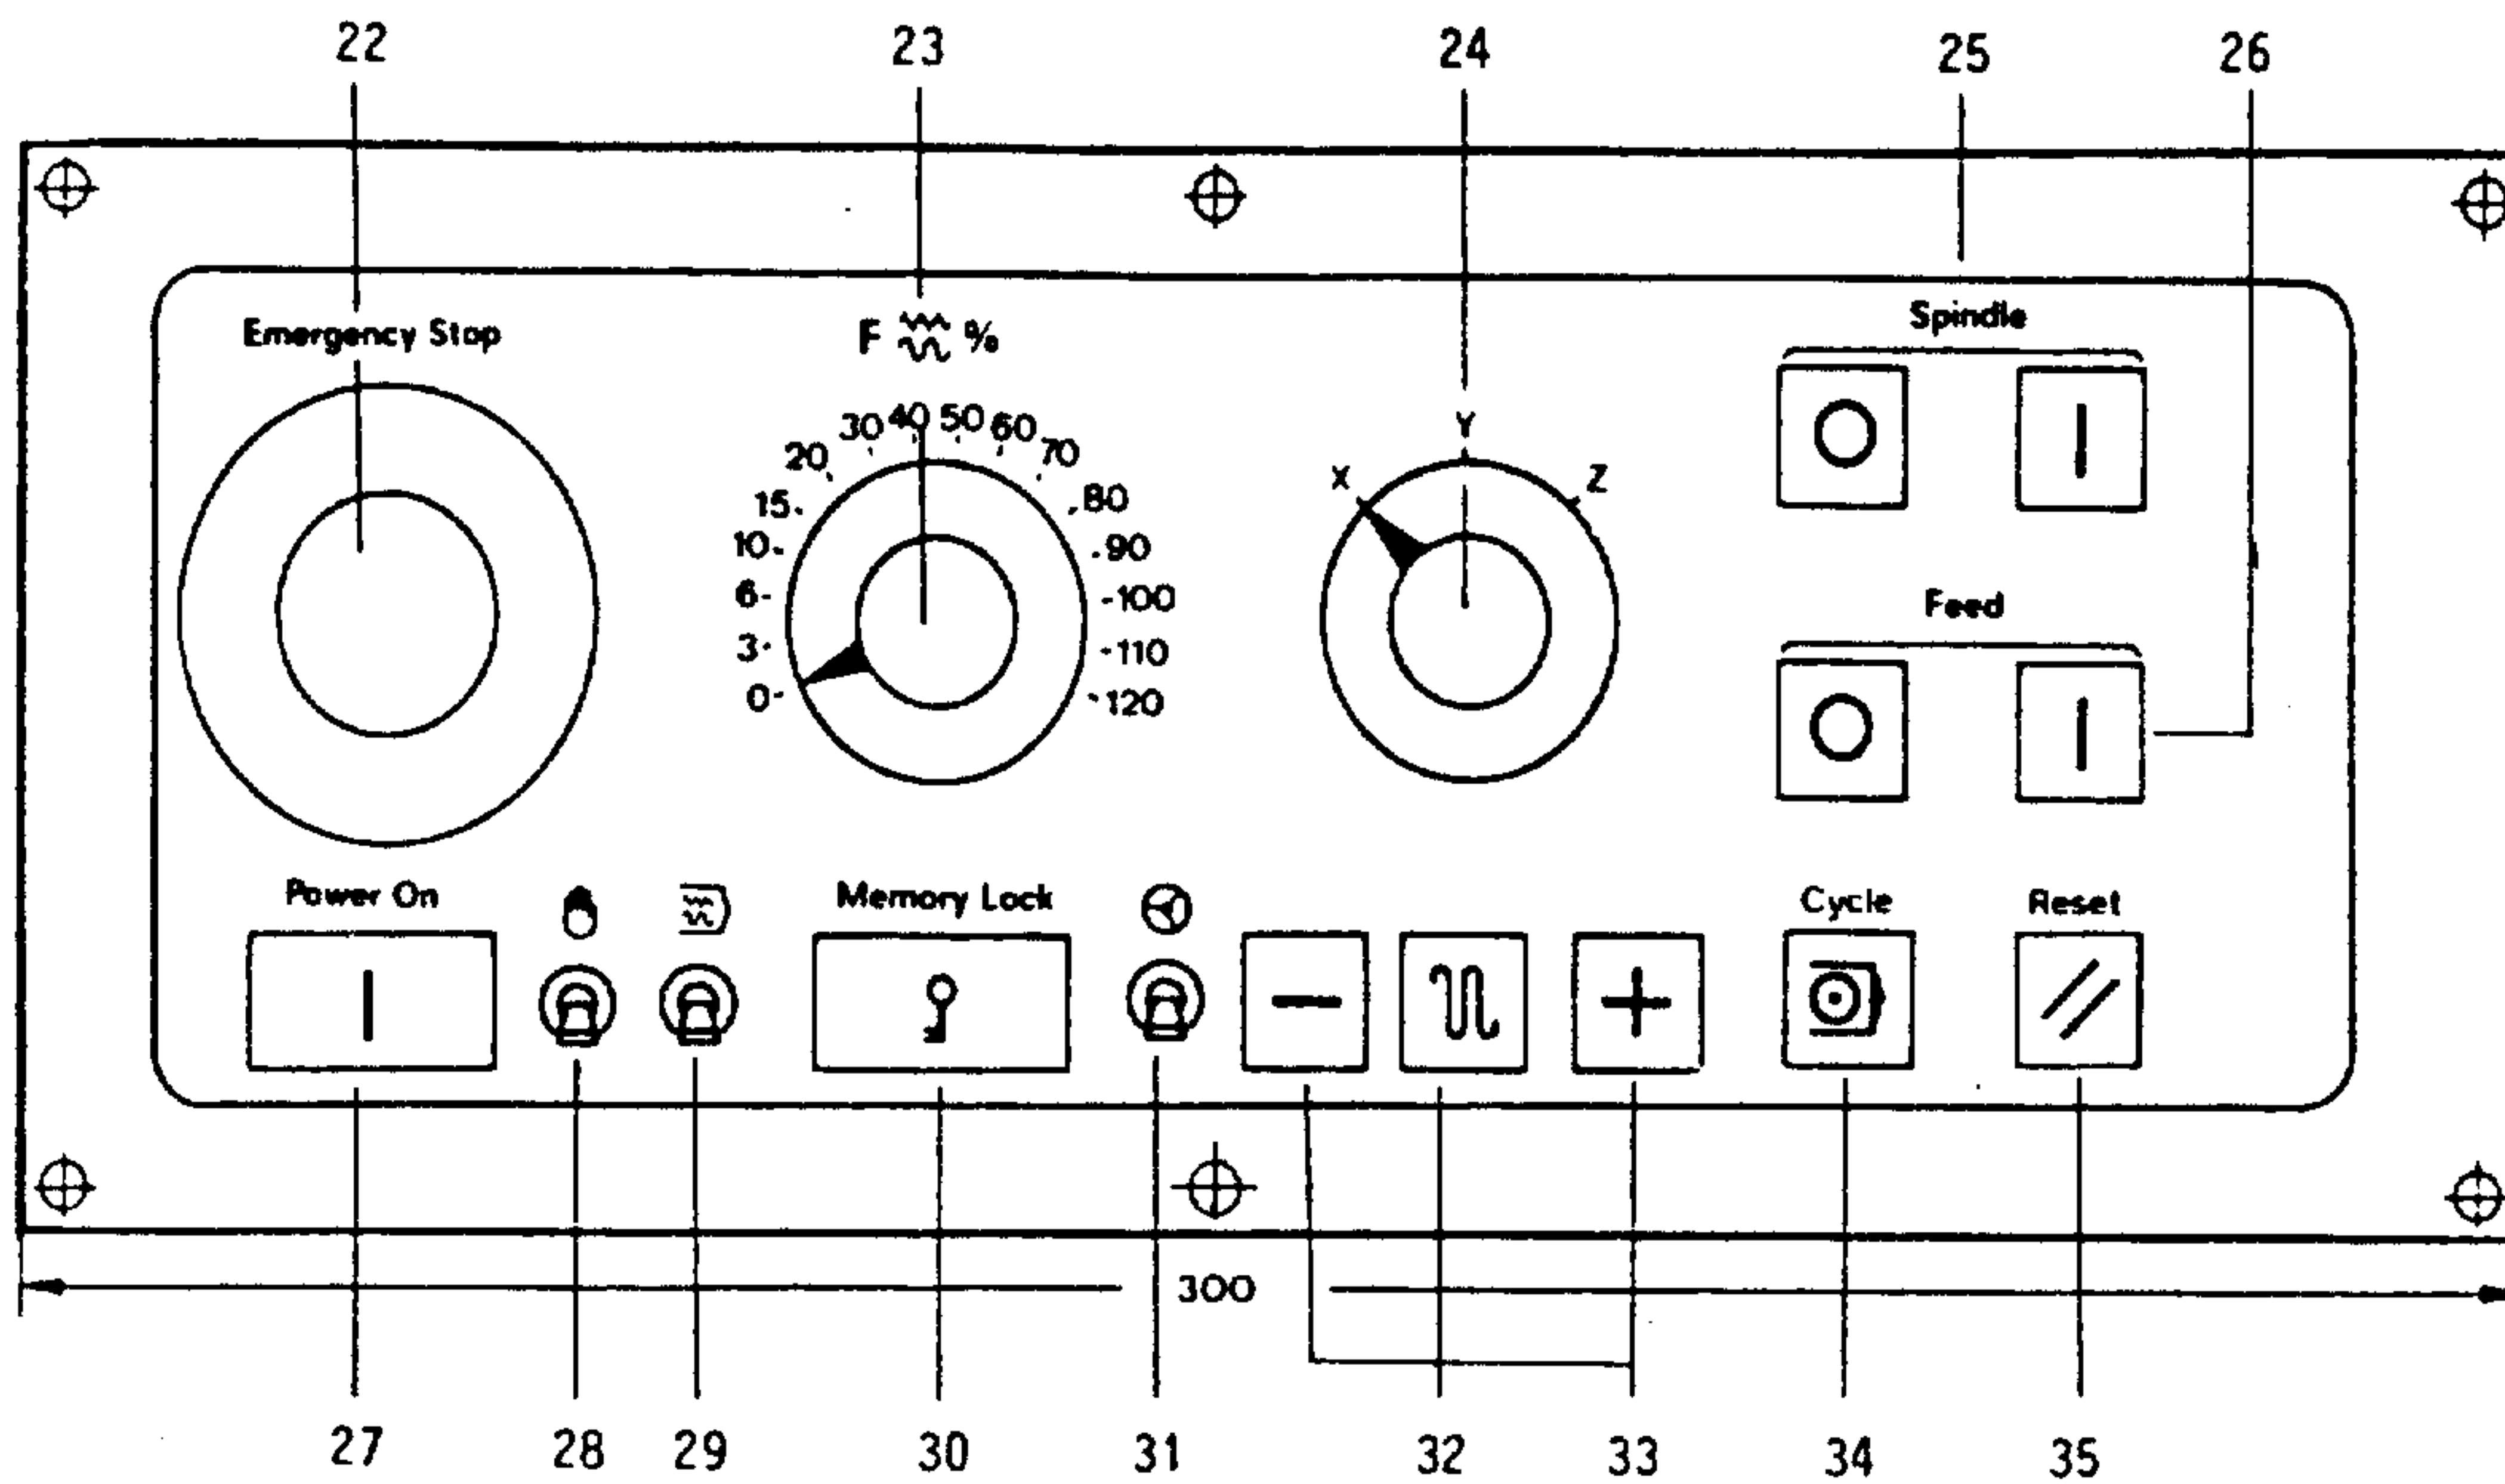 22 23 24 25 26
Emergency Stop F % Spindle
0 3 6 10 15 20 30 40 50 60 70 80 90 100 110 120
X Y Z
Feed
Power On Memory Lock Cycle Reset
300
27 28 29 30 31 32 33 34 35